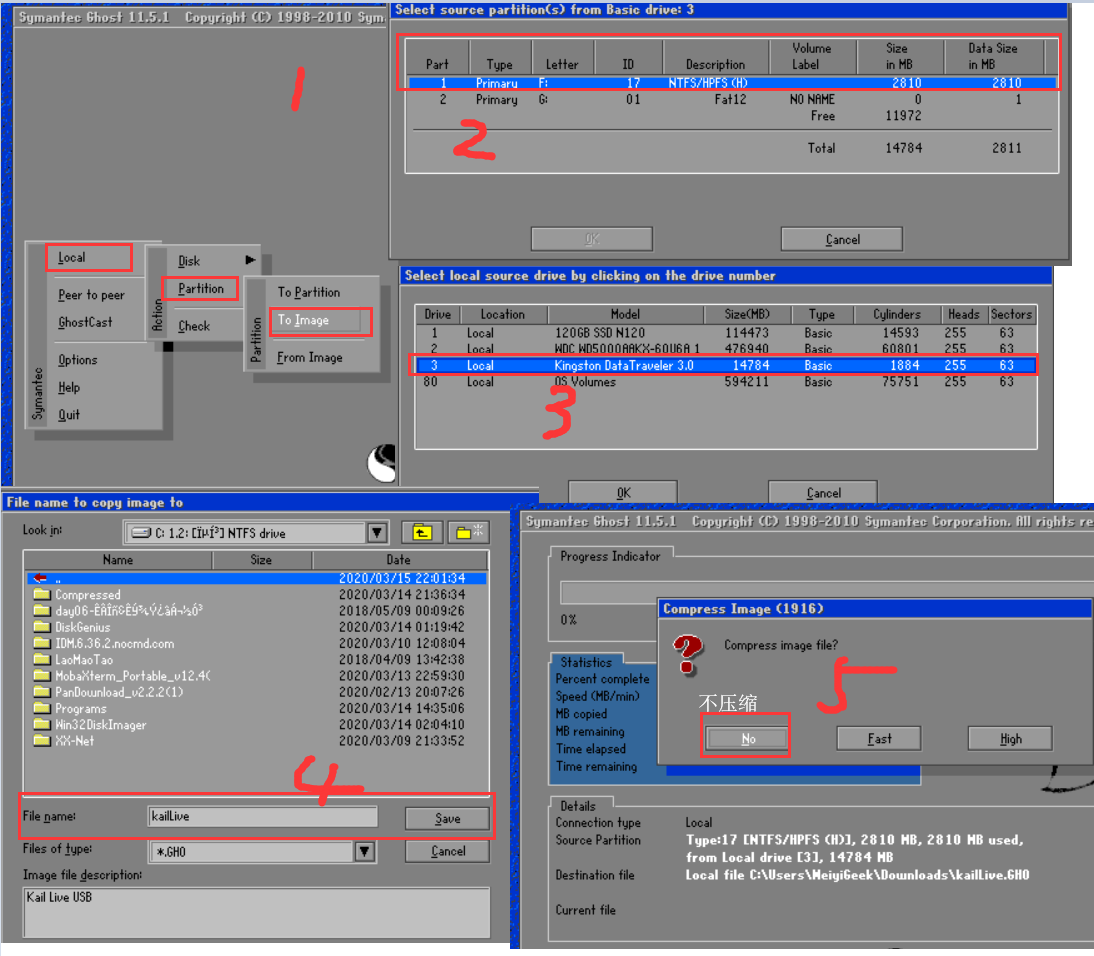 Symantec Ghost 11.5.1 Copyright (C) 1998-2010 Sym
1
Local
Peer to peer
GhostCast
Options
Help
Quit
Symantec
Disk
Partition
Check
Action
To Partition
To Image
From Image
Partition
Select source partition(s) from Basic drive: 3
Part Type Letter ID Description Volume Label Size in MB Data Size in MB
1 Primary F: 17 NTFS/HPFS (H) 2810 2810
2 Primary G: 01 Fat12 NO NAME 0 1
Free 11972
Total 14784 2811
2
OK Cancel
Select local source drive by clicking on the drive number
Drive Location Model Size(MB) Type Cylinders Heads Sectors
1 Local 120GB SSD N120 114473 Basic 14593 255 63
2 Local WDC WD5000AAKX-60U6A 1 476940 Basic 60801 255 63
3 Local Kingston DataTraveler 3.0 14784 Basic 1884 255 63
80 Local OS Volumes 594211 Basic 75751 255 63
3
OK Cancel
File name to copy image to
Look in: C: 1.2: [ϵͳ] NTFS drive
Name Size Date
.. 2020/03/15 22:01:34
Compressed 2020/03/14 21:36:34
2018/05/09 00:09:26
DiskGenius 2020/03/14 01:19:42
IDM.6.36.2.nocmd.com 2020/03/10 12:08:04
LaoMaoTao 2018/04/09 13:42:38
MobaXterm_Portable_v12.4( 2020/03/13 22:59:30
PanDownload_v2.2.2(1) 2020/02/13 20:07:26
Programs 2020/03/14 14:35:06
Win32DiskImager 2020/03/14 02:04:10
XX-Net 2020/03/09 21:33:52
4
File name: kailLive Save
Files of type: *.GHO Cancel
Image file description:
Kail Live USB
Symantec Ghost 11.5.1 Copyright (C) 1998-2010 Symantec Corporation. All rights re
Progress Indicator
0%
Statistics
Percent complete
Speed (MB/min)
MB copied
MB remaining
Time elapsed
Time remaining
Compress Image (1916)
Compress image file?
5
不压缩
No Fast High
Details
Connection type Local
Source Partition Type:17 [NTFS/HPFS (H)], 2810 MB, 2810 MB used,
from Local drive [3], 14784 MB
Destination file Local file C:\Users\WeiyiGeek\Downloads\kailLive.GHO
Current file